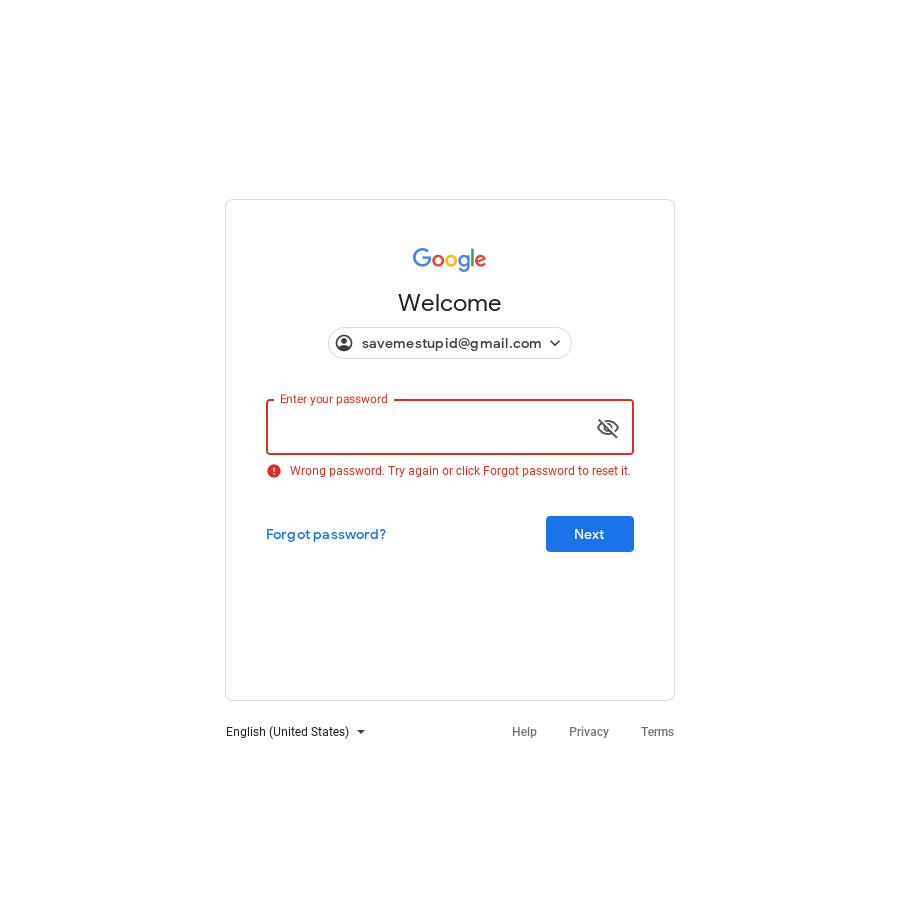 Google
Welcome
savemestupid@gmail.com
Enter your password
Wrong password. Try again or click Forgot password to reset it.
Forgot password?
Next
English (United States)
Help
Privacy
Terms